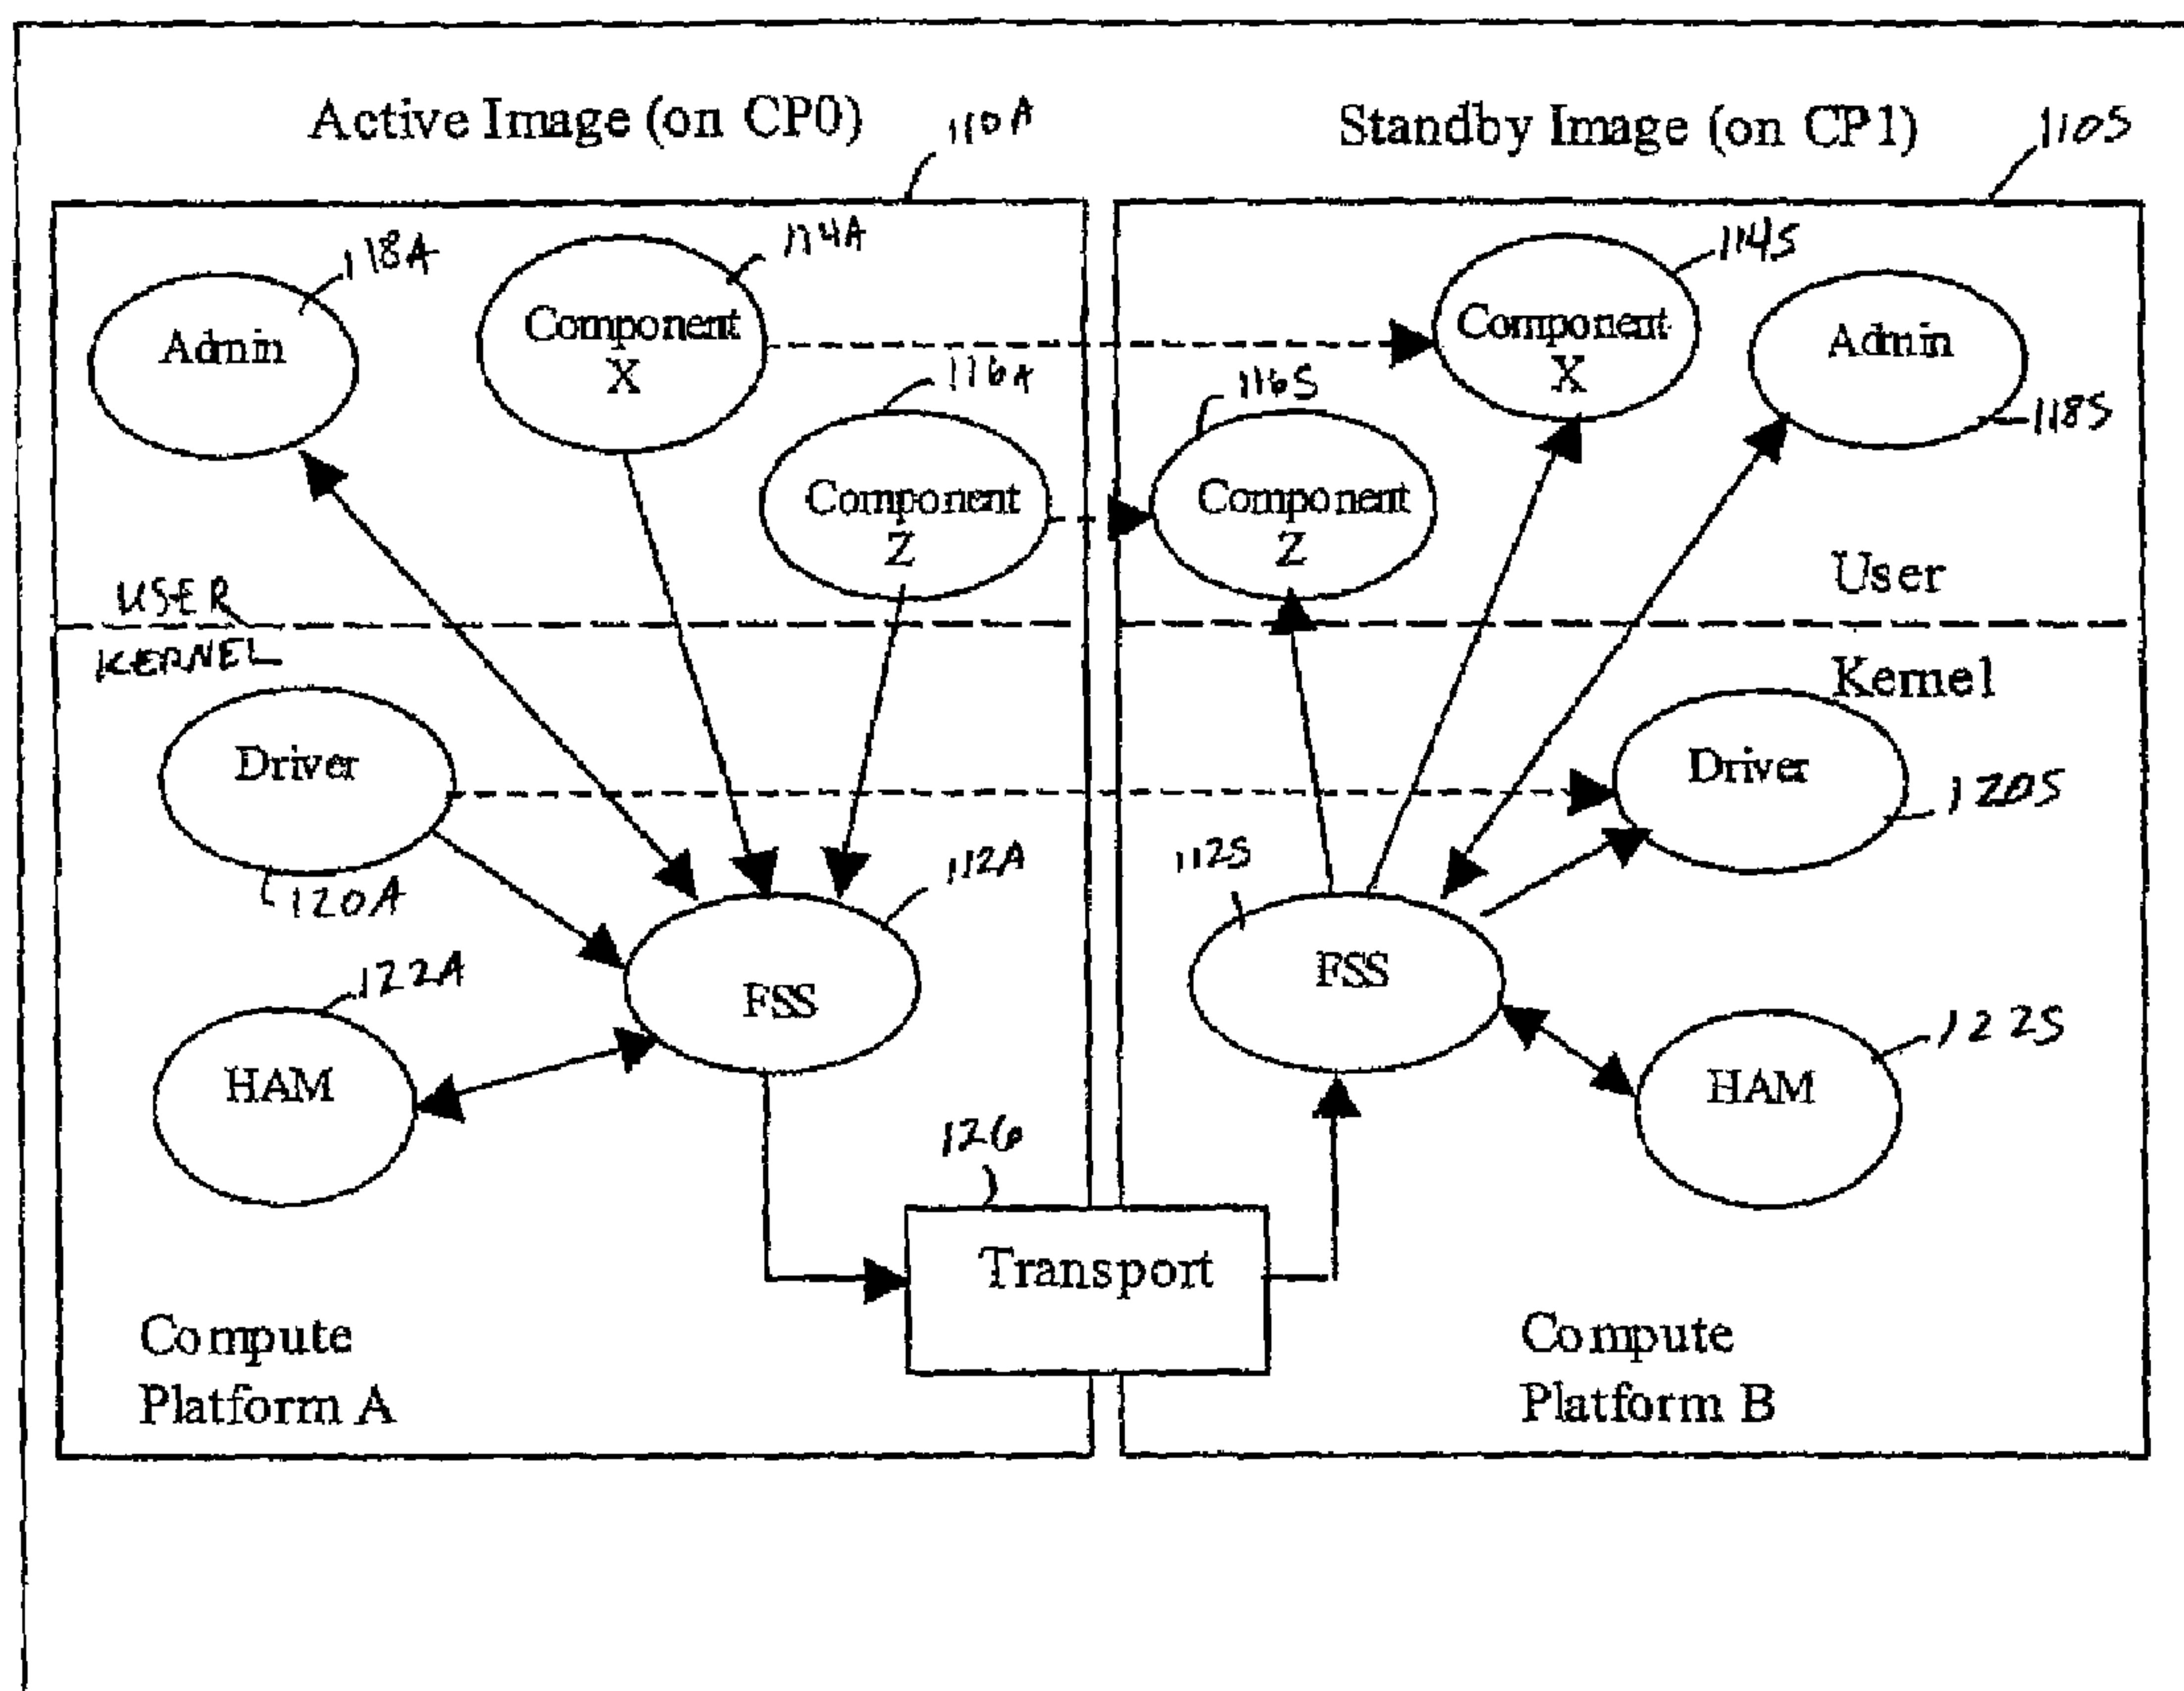 Active Image (on CP0)
110A
Standby Image (on CP1)
110S
118A
Admin
114A
Component
X
116A
Component
Z
116S
Component
Z
114S
Component
X
Admin
118S
USER
KERNEL
User
Kernel
Driver
120A
Driver
120S
112A
FSS
112S
FSS
122A
HAM
122S
HAM
126
Transport
Compute
Platform A
Compute
Platform B